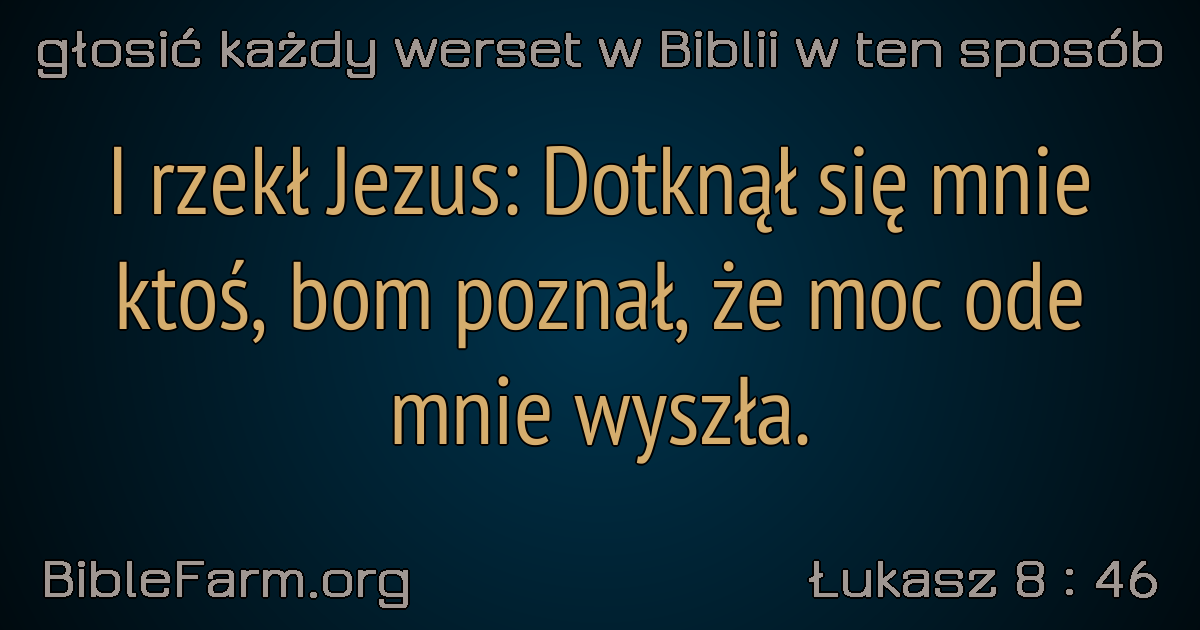 głosić każdy werset w Biblii w ten sposób
I rzekł Jezus: Dotknął się mnie
ktoś, bom poznał, że moc ode
mnie wyszła.
BibleFarm.org
Łukasz 8 : 46